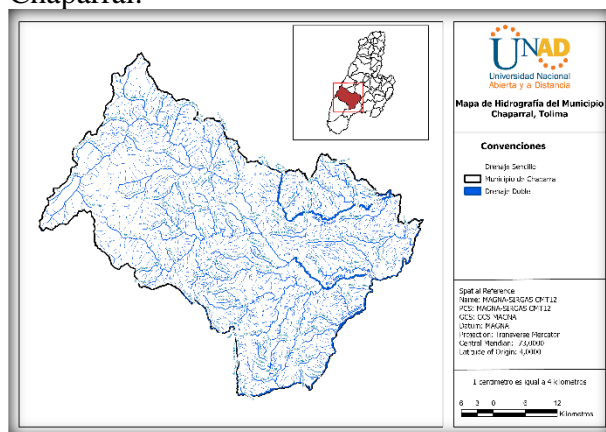 Chaparral.
UNAD
Universidad Nacional
Abierta y a Distancia
Mapa de Hidrografía del Municipio
Chaparral, Tolima
Convenciones
Drenaje Sencillo
Municipio de Chaparral
Drenaje Doble
Spatial Reference
Name: MAGNA-SIRGAS CMT12
PCS: MAGNA-SIRGAS CMT12
GCS: GCS MAGNA
Datum: MAGNA
Projection: Transverse Mercator
Central Meridian: -73,0000
Latitude of Origin: 4,0000
1 centimetro es igual a 4 kilometros
6 3 0 6 12
Kilometros